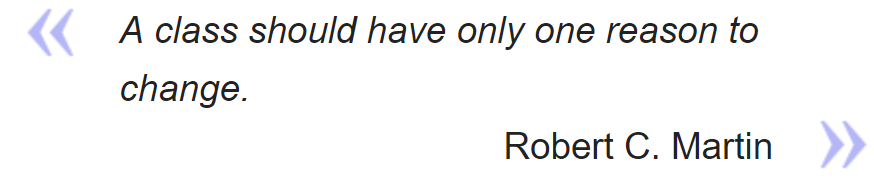 « A class should have only one reason to
change.
Robert C. Martin »